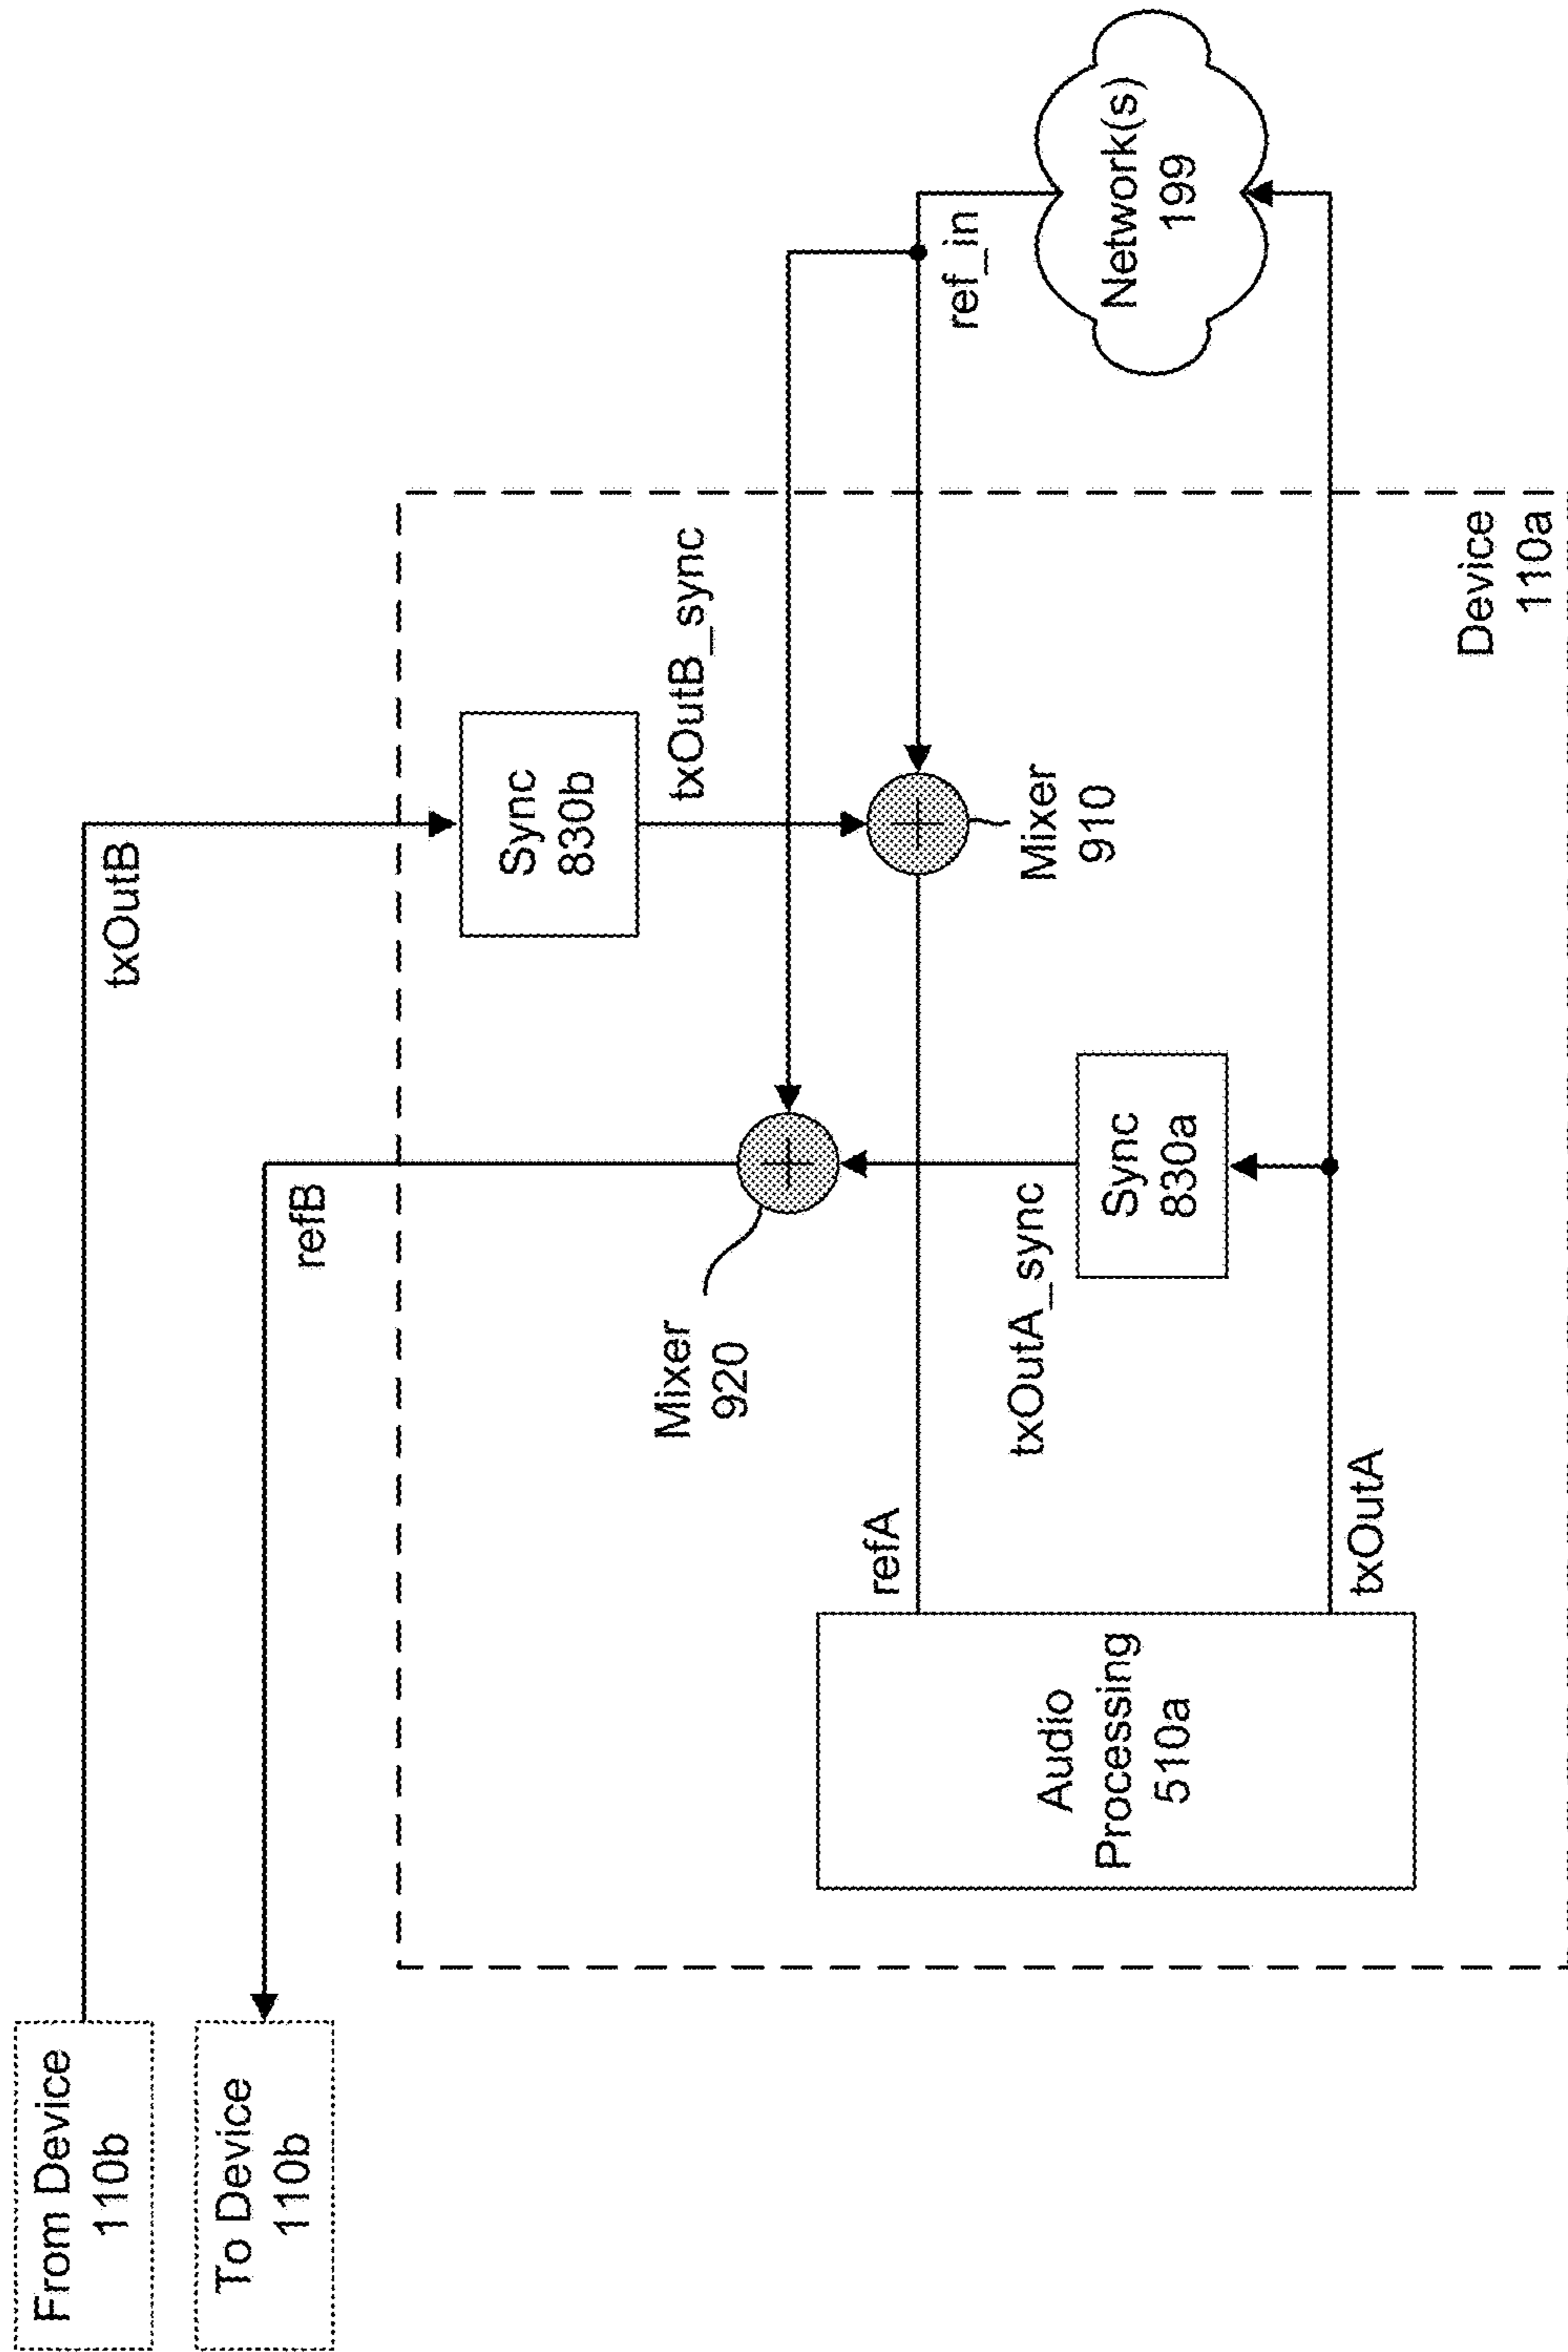 From Device
110b
To Device
110b
txOutB
refB
Sync
830b
txOutB_sync
Mixer
920
Mixer
910
ref_in
Network(s)
199
refA
txOutA_sync
Sync
830a
Audio
Processing
510a
txOutA
Device
110a